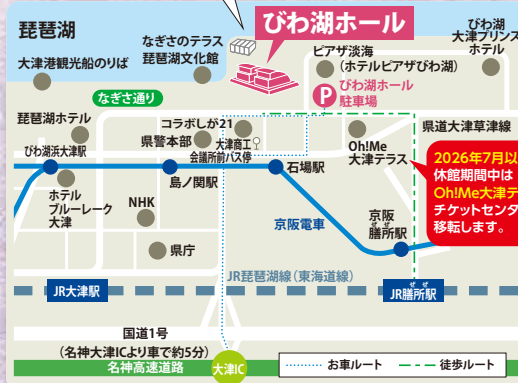 琵琶湖
びわ湖ホール
なぎさのテラス
琵琶湖文化館
大津港観光船のりば
ピアザ淡海
(ホテルピアザびわ湖)
びわ湖
大津プリンス
ホテル
P
びわ湖ホール
駐車場
なぎさ通り
琵琶湖ホテル
コラボしが21
県警本部
大津商工
会議所前バス停
Oh!Me
大津テラス
県道大津草津線
びわ湖浜大津駅
島ノ関駅
石場駅
2026年7月以
休館期間中は
Oh!Me大津テ
チケットセンタ
移転します。
ホテル
ブルーレーク
大津
NHK
県庁
京阪電車
京阪
膳所駅
ぜぜ
JR琵琶湖線(東海道線)
JR大津駅
JR膳所駅
ぜぜ
国道1号
(名神大津ICより車で約5分)
名神高速道路
大津IC
お車ルート
徒歩ルート